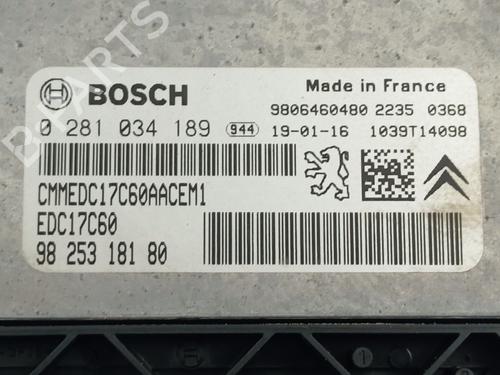 B-PARTS
BOSCH
Made in France
9806460480 2235 0368
0 281 034 189 944 19-01-16 1039T14098
CMMEDC17C60AACEM1
EDC17C60
98 253 181 80